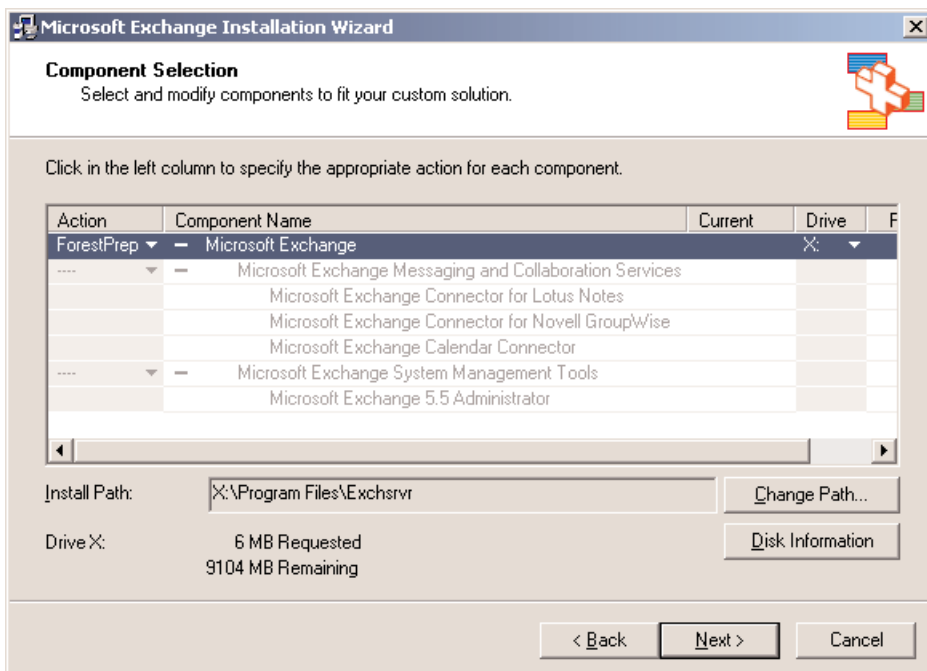 Microsoft Exchange Installation Wizard
Component Selection
Select and modify components to fit your custom solution.
Click in the left column to specify the appropriate action for each component.
Action Component Name Current Drive F
ForestPrep Microsoft Exchange X:
---- Microsoft Exchange Messaging and Collaboration Services
Microsoft Exchange Connector for Lotus Notes
Microsoft Exchange Connector for Novell GroupWise
Microsoft Exchange Calendar Connector
---- Microsoft Exchange System Management Tools
Microsoft Exchange 5.5 Administrator
Install Path: X:\Program Files\Exchsrvr Change Path...
Drive X: 6 MB Requested Disk Information
9104 MB Remaining
< Back Next > Cancel